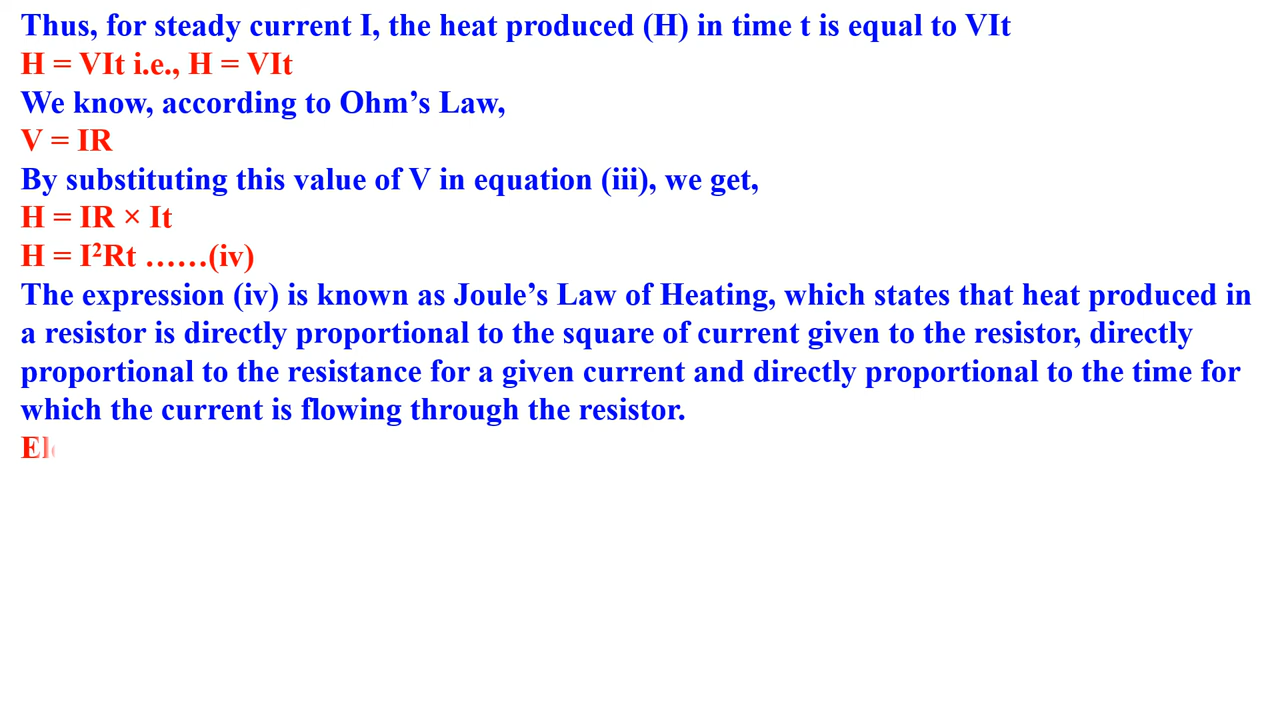 Thus, for steady current I, the heat produced (H) in time t is equal to VIt
H = VIt i.e., H = VIt
We know, according to Ohm’s Law,
V = IR
By substituting this value of V in equation (iii), we get,
H = IR × It
H = I²Rt ……(iv)
The expression (iv) is known as Joule’s Law of Heating, which states that heat produced in
a resistor is directly proportional to the square of current given to the resistor, directly
proportional to the resistance for a given current and directly proportional to the time for
which the current is flowing through the resistor.